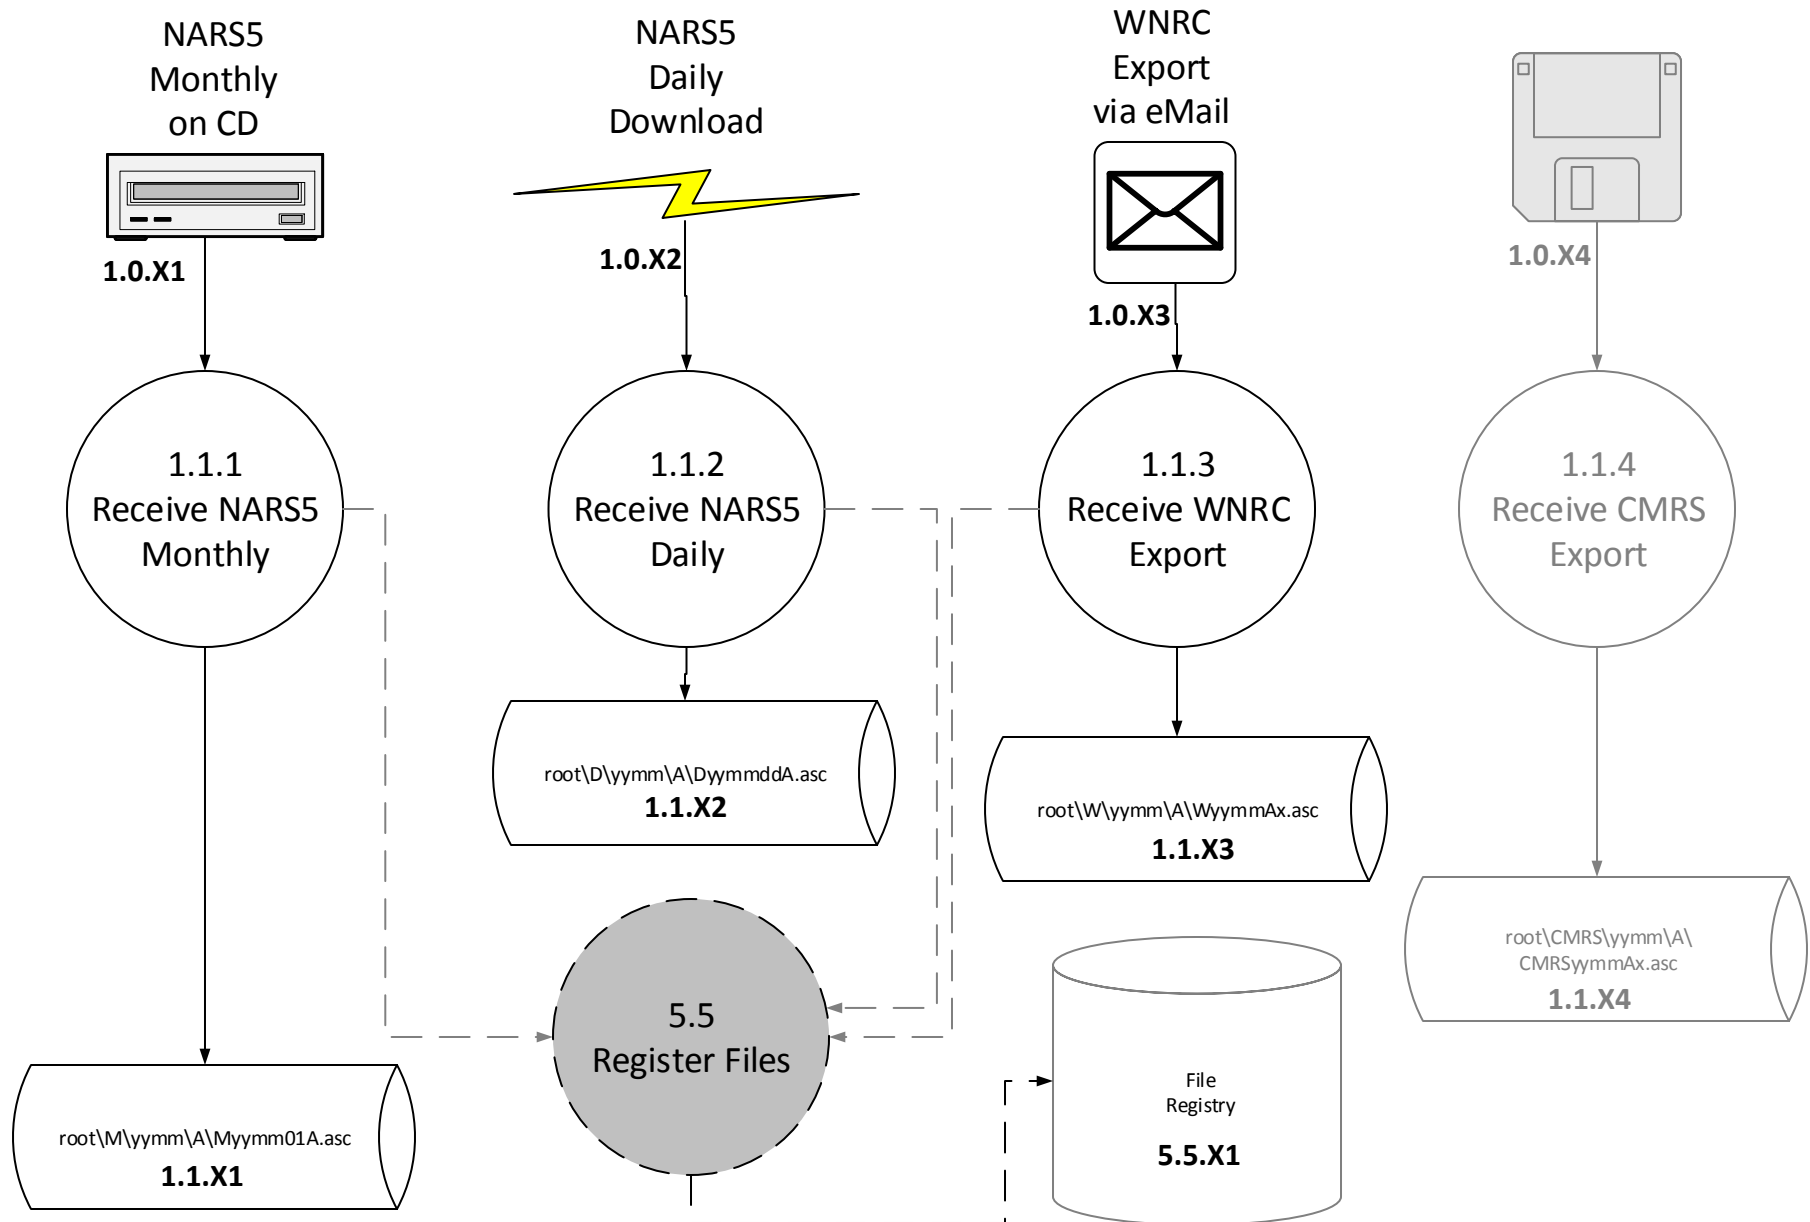 NARS5
Monthly
on CD
NARS5
Daily
Download
WNRC
Export
via eMail
1.0.X1
1.0.X2
1.0.X3
1.0.X4
1.1.1
Receive NARS5
Monthly
1.1.2
Receive NARS5
Daily
1.1.3
Receive WNRC
Export
1.1.4
Receive CMRS
Export
root\D\yymm\A\DyymmddA.asc
1.1.X2
root\W\yymm\A\WyymmAx.asc
1.1.X3
root\CMRS\yymm\A\
CMRSyymmAx.asc
1.1.X4
5.5
Register Files
File
Registry
5.5.X1
root\M\yymm\A\Myymm01A.asc
1.1.X1